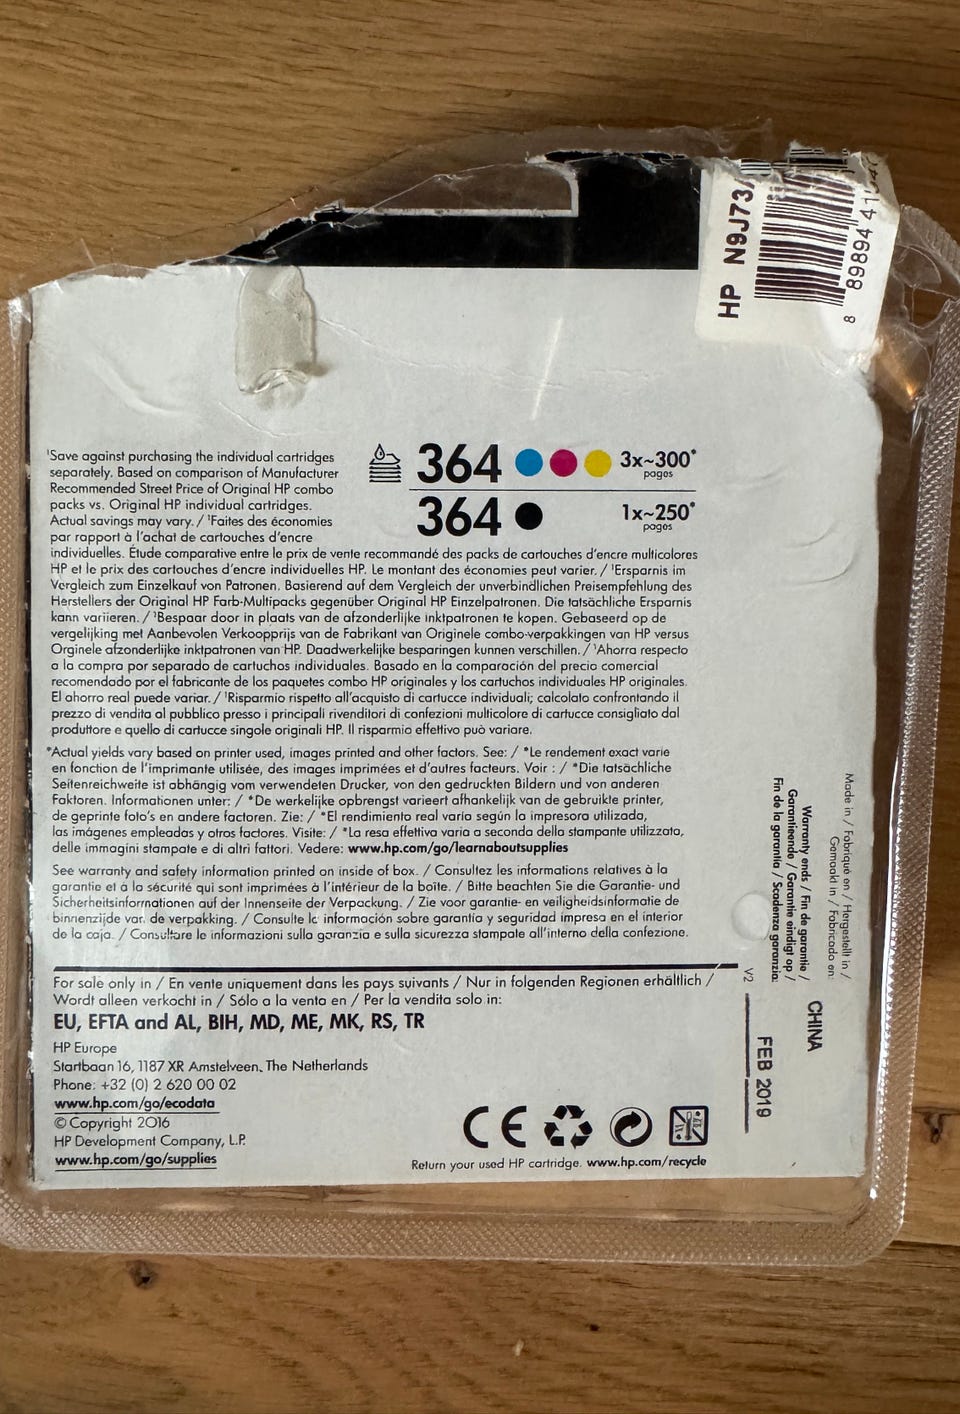 HP N9J73A
8 89894 41
364 3x~300*
pages
364 1x~250*
pages
¹Save against purchasing the individual cartridges
separately. Based on comparison of Manufacturer
Recommended Street Price of Original HP combo
packs vs. Original HP individual cartridges.
Actual savings may vary. / ¹Faites des économies
par rapport à l'achat de cartouches d'encre
individuelles. Étude comparative entre le prix de vente recommandé des packs de cartouches d'encre multicolores
HP et le prix des cartouches d'encre individuelles HP. Le montant des économies peut varier. / ¹Ersparnis im
Vergleich zum Einzelkauf von Patronen. Basierend auf dem Vergleich der unverbindlichen Preisempfehlung des
Herstellers der Original HP Farb-Multipacks gegenüber Original HP Einzelpatronen. Die tatsächliche Ersparnis
kann variieren. / ¹Bespaar door in plaats van de afzonderlijke inktpatronen te kopen. Gebaseerd op de
vergelijking met Aanbevolen Verkoopprijs van de Fabrikant van Originele combo-verpakkingen van HP versus
Orginele afzonderlijke inktpatronen van HP. Daadwerkelijke besparingen kunnen verschillen. / ¹Ahorra respecto
a la compra por separado de cartuchos individuales. Basado en la comparación del precio comercial
recomendado por el fabricante de los paquetes combo HP originales y los cartuchos individuales HP originales.
El ahorro real puede variar. / ¹Risparmio rispetto all'acquisto di cartucce individuali; calcolato confrontando il
prezzo di vendita al pubblico presso i principali rivenditori di confezioni multicolore di cartucce consigliato dal
produttore e quello di cartucce singole originali HP. Il risparmio effettivo può variare.
*Actual yields vary based on printer used, images printed and other factors. See: / *Le rendement exact varie
en fonction de l'imprimante utilisée, des images imprimées et d'autres facteurs. Voir : / *Die tatsächliche
Seitenreichweite ist abhängig vom verwendeten Drucker, von den gedruckten Bildern und von anderen
Faktoren. Informationen unter: / *De werkelijke opbrengst varieert afhankelijk van de gebruikte printer,
de geprinte foto's en andere factoren. Zie: / *El rendimiento real varía según la impresora utilizada,
las imágenes empleadas y otros factores. Visite: / *La resa effettiva varia a seconda della stampante utilizzata,
delle immagini stampate e di altri fattori. Vedere: www.hp.com/go/learnaboutsupplies
See warranty and safety information printed on inside of box. / Consultez les informations relatives à la
garantie et à la sécurité qui sont imprimées à l'intérieur de la boîte. / Bitte beachten Sie die Garantie- und
Sicherheitsinformationen auf der Innenseite der Verpackung. / Zie voor garantie- en veiligheidsinformatie de
binnenzijde van de verpakking. / Consulte la información sobre garantía y seguridad impresa en el interior
de la caja. / Consultare le informazioni sulla garanzia e sulla sicurezza stampate all'interno della confezione.
For sale only in / En vente uniquement dans les pays suivants / Nur in folgenden Regionen erhältlich /
Wordt alleen verkocht in / Sólo a la venta en / Per la vendita solo in:
EU, EFTA and AL, BIH, MD, ME, MK, RS, TR
HP Europe
Startbaan 16, 1187 XR Amstelveen, The Netherlands
Phone: +32 (0) 2 620 00 02
www.hp.com/go/ecodata
© Copyright 2016
HP Development Company, L.P.
www.hp.com/go/supplies
CE
Return your used HP cartridge. www.hp.com/recycle
Made in / Fabriqué en / Hergestellt in /
Gemaakt in / Fabricado en:
CHINA
Warranty ends / Fin de garantie /
Garantieende / Garantie eindigt op /
Fin de la garantía / Scadenza garanzia:
FEB 2019
V2